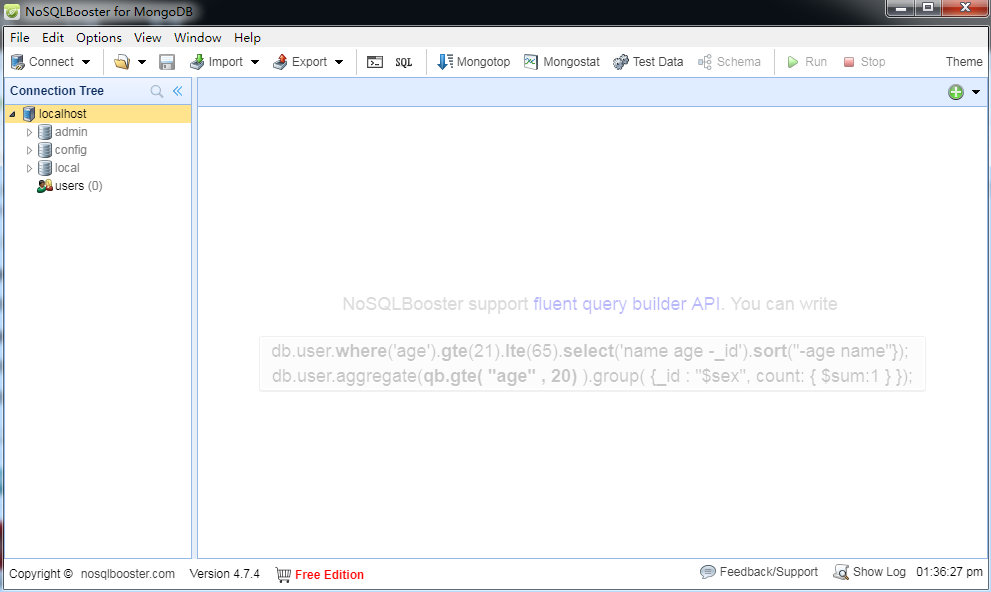 NoSQLBooster for MongoDB
File Edit Options View Window Help
Connect Import Export SQL Mongotop Mongostat Test Data Schema Run Stop Theme
Connection Tree
localhost
admin
config
local
users (0)
NoSQLBooster support fluent query builder API. You can write
db.user.where('age').gte(21).lte(65).select('name age -_id').sort("-age name"});
db.user.aggregate(qb.gte( "age" , 20) ).group( {_id : "$sex", count: { $sum:1 } });
Copyright © nosqlbooster.com Version 4.7.4 Free Edition Feedback/Support Show Log 01:36:27 pm